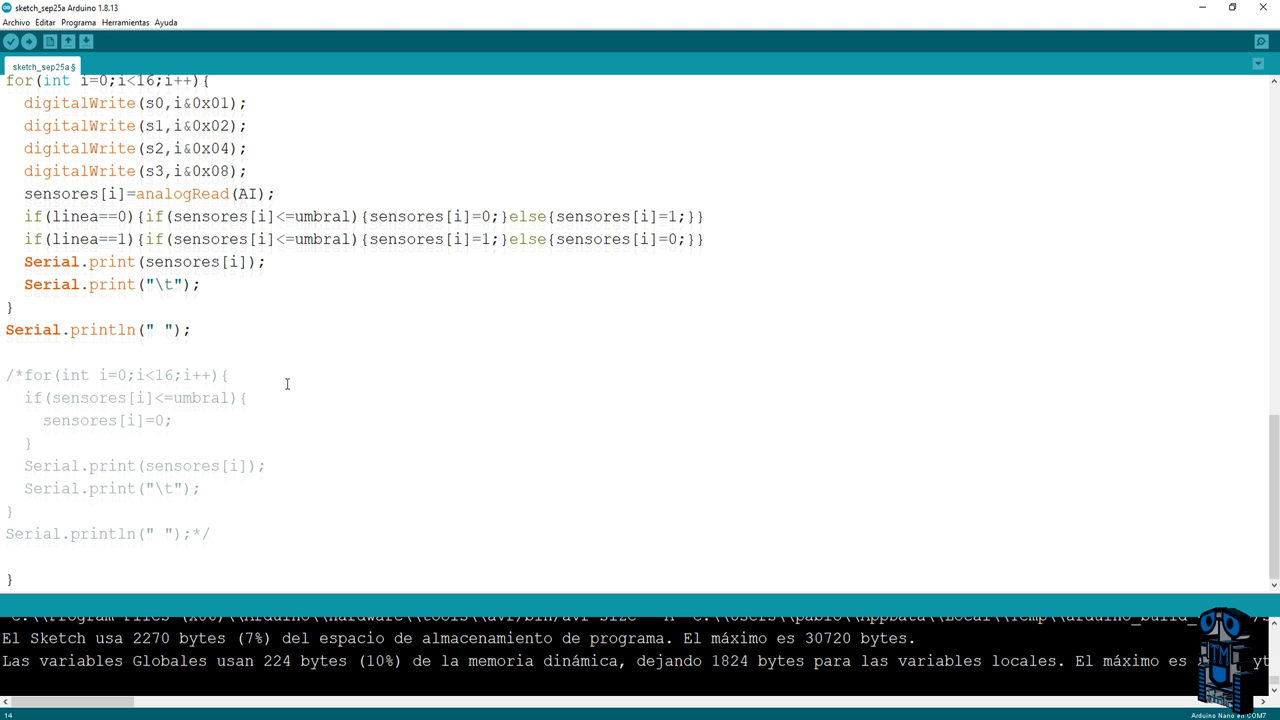 sketch_sep25a Arduino 1.8.13
Archivo Editar Programa Herramientas Ayuda
sketch_sep25a §
for(int i=0;i<16;i++){
digitalWrite(s0,i&0x01);
digitalWrite(s1,i&0x02);
digitalWrite(s2,i&0x04);
digitalWrite(s3,i&0x08);
sensores[i]=analogRead(AI);
if(linea==0){if(sensores[i]<=umbral){sensores[i]=0;}else{sensores[i]=1;}}
if(linea==1){if(sensores[i]<=umbral){sensores[i]=1;}else{sensores[i]=0;}}
Serial.print(sensores[i]);
Serial.print("\t");
}
Serial.println(" ");
/*for(int i=0;i<16;i++){
if(sensores[i]<=umbral){
sensores[i]=0;
}
Serial.print(sensores[i]);
Serial.print("\t");
}
Serial.println(" ");*/
}
El Sketch usa 2270 bytes (7%) del espacio de almacenamiento de programa. El máximo es 30720 bytes.
Las variables Globales usan 224 bytes (10%) de la memoria dinámica, dejando 1824 bytes para las variables locales. El máximo es
TM
14
Arduino Nano en COM7